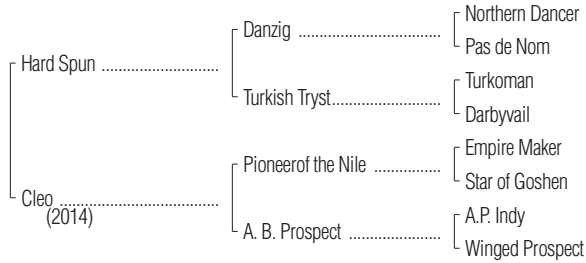 Northern Dancer
Danzig ..............................
Pas de Nom
Hard Spun ........................
Turkoman
Turkish Tryst......................
Darbyvail
Empire Maker
Pioneerof the Nile ..............
Star of Goshen
Cleo ................................
(2014)
A.P. Indy
A. B. Prospect ....................
Winged Prospect